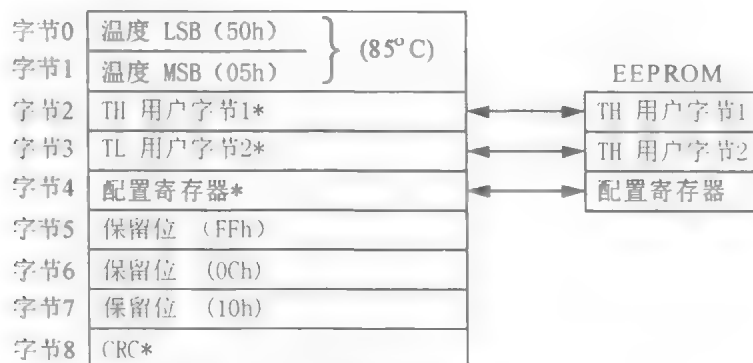 字节0 温度 LSB（50h）
(85°C)
字节1 温度 MSB（05h）
EEPROM
字节2 TH 用户字节1* TH 用户字节1
字节3 TL 用户字节2* TH 用户字节2
字节4 配置寄存器* 配置寄存器
字节5 保留位 （FFh）
字节6 保留位 （0Ch）
字节7 保留位 （10h）
字节8 CRC*